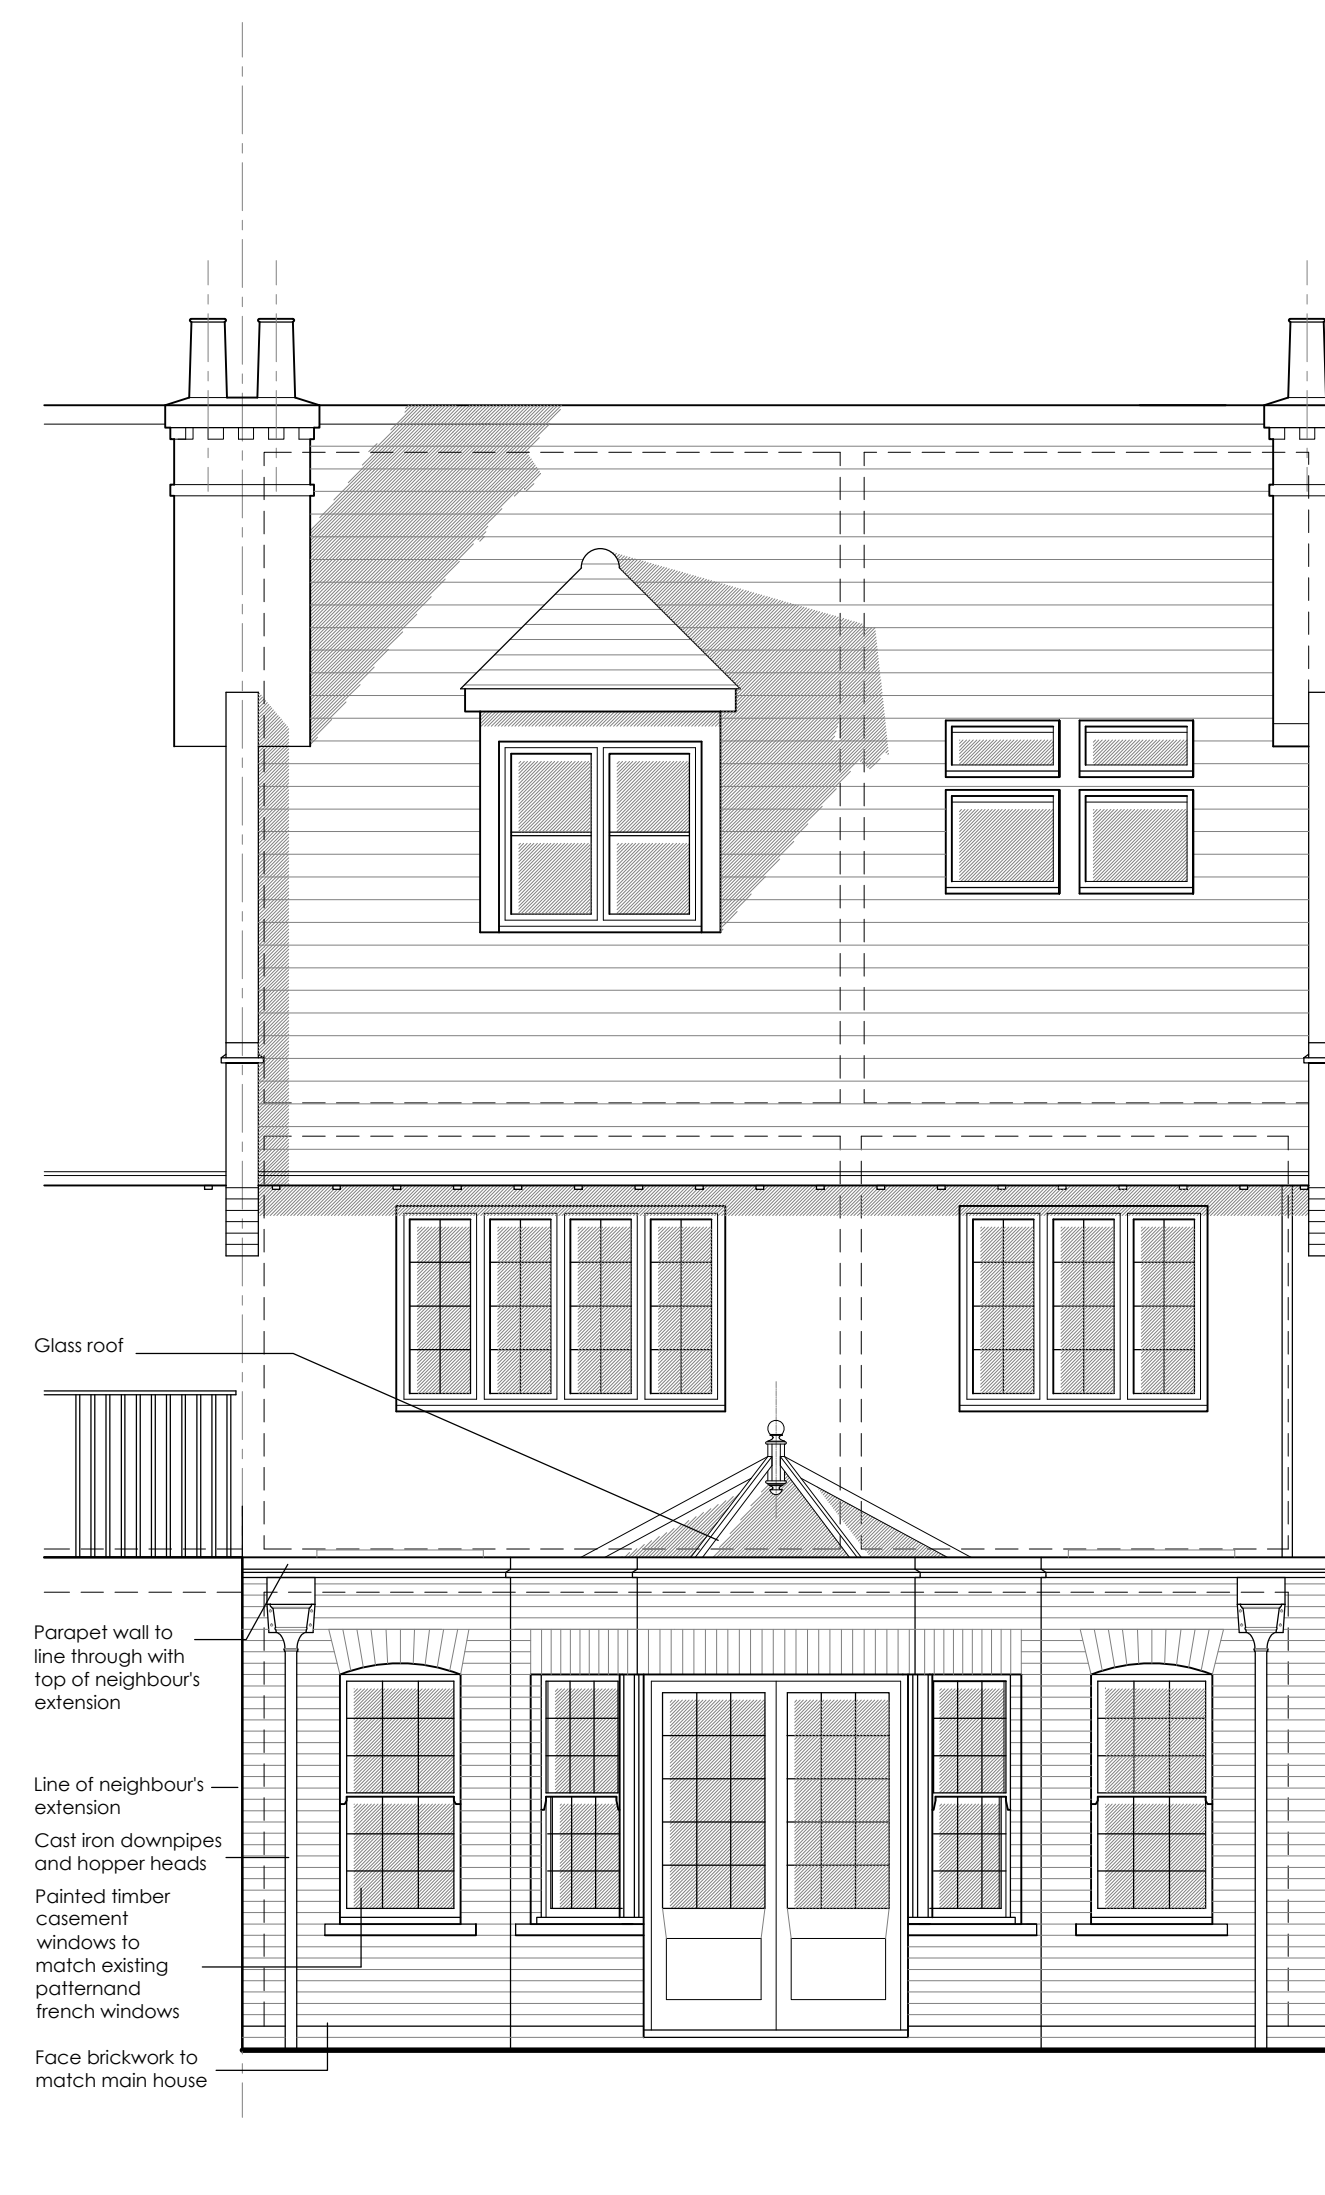 Glass roof
Parapet wall to
line through with
top of neighbour's
extension
Line of neighbour's
extension
Cast iron downpipes
and hopper heads
Painted timber
casement
windows to
match existing
patternand
french windows
Face brickwork to
match main house